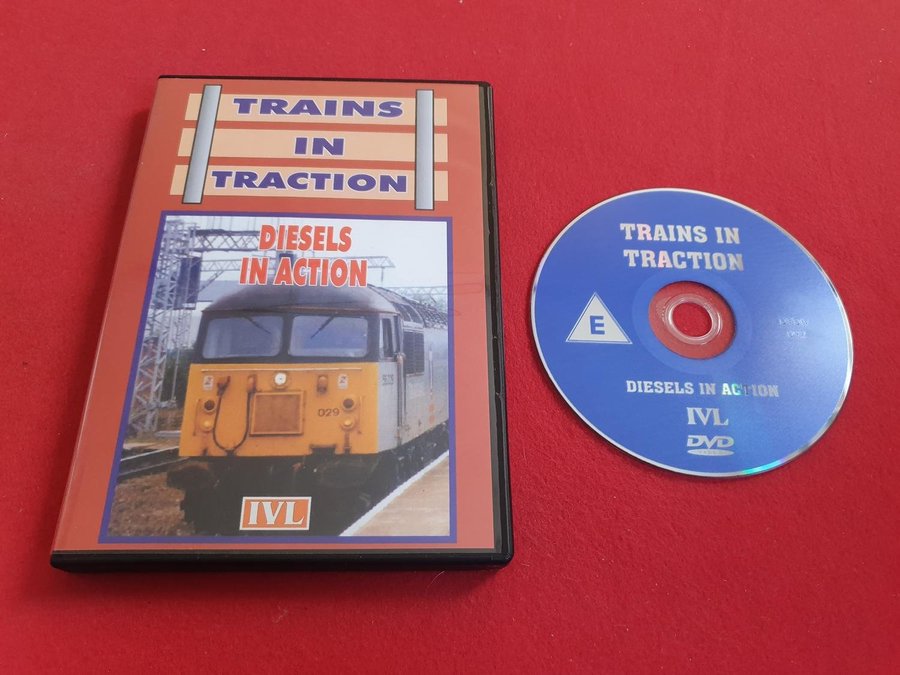 TRAINS
IN
TRACTION
DIESELS
IN ACTION
029
IVL
TRAINS IN
TRACTION
E
DIESELS IN ACTION
IVL
DVD